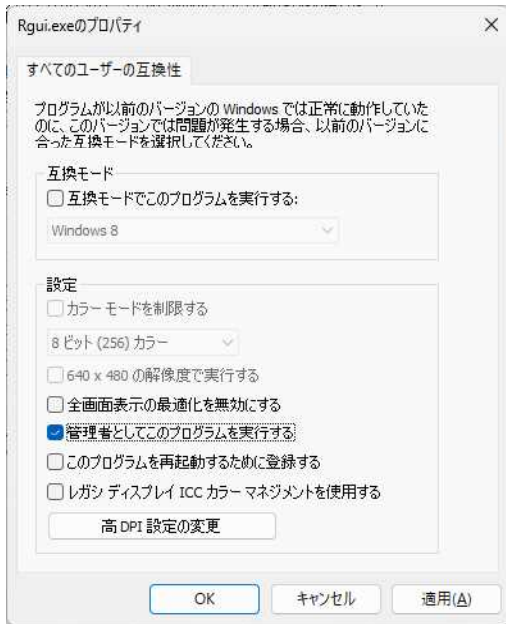 Rgui.exeのプロパティ
すべてのユーザーの互換性
プログラムが以前のバージョンの Windows では正常に動作していた
のに、このバージョンでは問題が発生する場合、以前のバージョンに
合った互換モードを選択してください。
互換モード
互換モードでこのプログラムを実行する:
Windows 8
設定
カラー モードを制限する
8 ビット (256) カラー
640 x 480 の解像度で実行する
全画面表示の最適化を無効にする
管理者としてこのプログラムを実行する
このプログラムを再起動するために登録する
レガシ ディスプレイ ICC カラー マネジメントを使用する
高 DPI 設定の変更
OK キャンセル 適用(A)